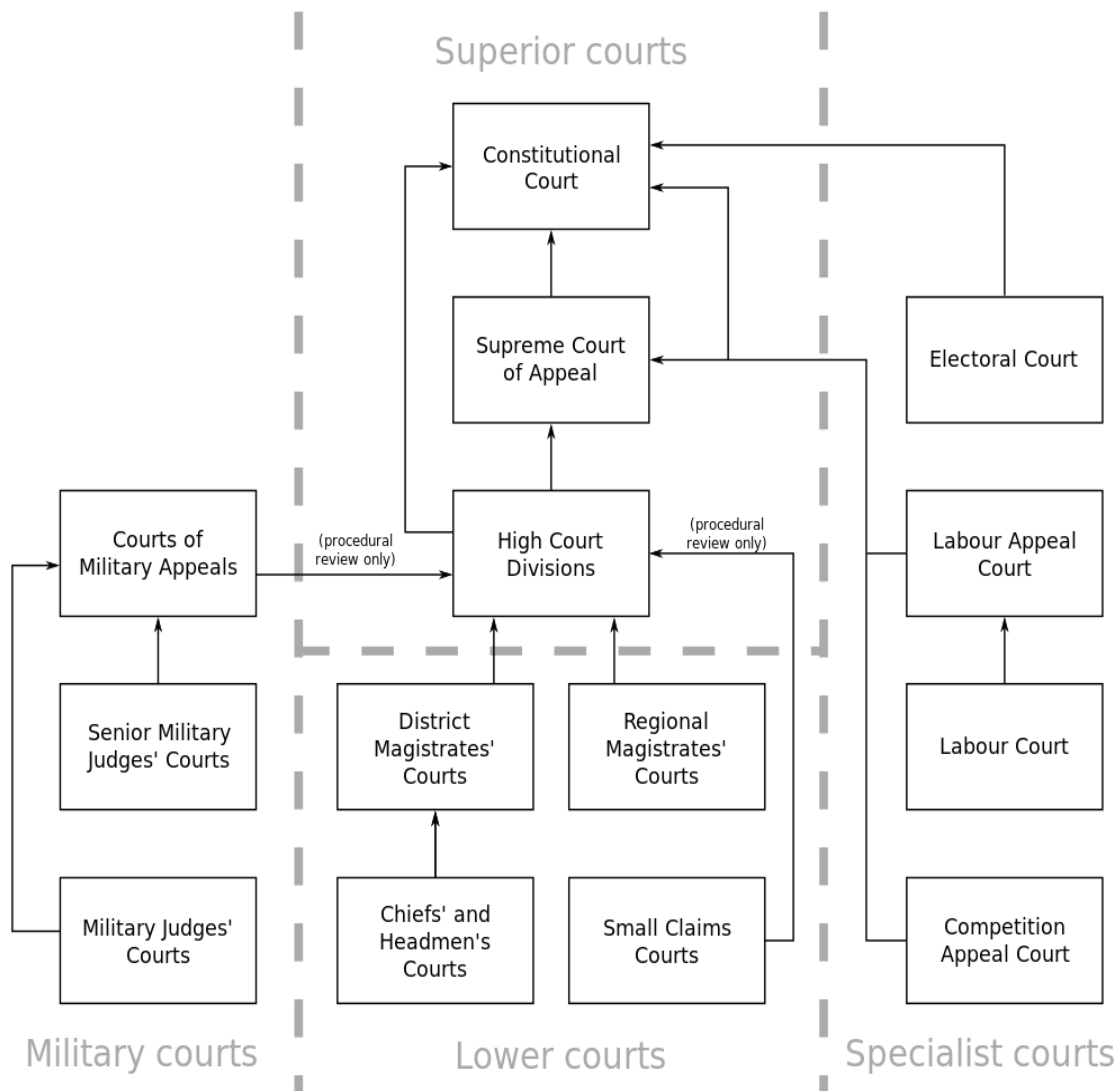 Superior courts
Constitutional
Court
Supreme Court
of Appeal
Electoral Court
Courts of
Military Appeals
(procedural
review only)
High Court
Divisions
(procedural
review only)
Labour Appeal
Court
Senior Military
Judges' Courts
District
Magistrates'
Courts
Regional
Magistrates'
Courts
Labour Court
Military Judges'
Courts
Chiefs' and
Headmen's
Courts
Small Claims
Courts
Competition
Appeal Court
Military courts
Lower courts
Specialist courts